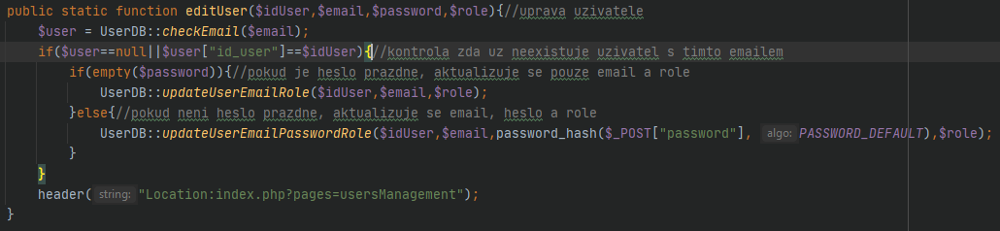 public static function editUser($idUser,$email,$password,$role){//uprava uzivatele
$user = UserDB::checkEmail($email);
if($user==null||$user["id_user"]==$idUser){//kontrola zda uz neexistuje uzivatel s timto emailem
if(empty($password)){//pokud je heslo prazdne, aktualizuje se pouze email a role
UserDB::updateUserEmailRole($idUser,$email,$role);
}else{//pokud neni heslo prazdne, aktualizuje se email, heslo a role
UserDB::updateUserEmailPasswordRole($idUser,$email,password_hash($_POST["password"], algo: PASSWORD_DEFAULT),$role);
}
}
header( string: "Location:index.php?pages=usersManagement");
}